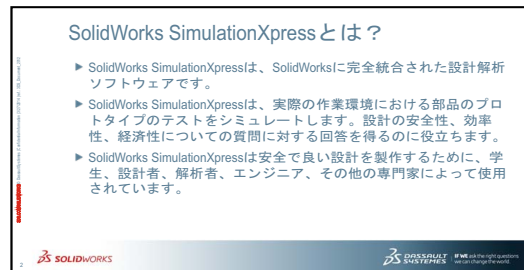 SolidWorks SimulationXpressとは？
► SolidWorks SimulationXpressは、SolidWorksに完全統合された設計解析
ソフトウェアです。
► SolidWorks SimulationXpressは、実際の作業環境における部品のプロ
トタイプのテストをシミュレートします。設計の安全性、効率
性、経済性についての質問に対する回答を得るのに役立ちます。
► SolidWorks SimulationXpressは安全で良い設計を製作するために、学
生、設計者、解析者、エンジニア、その他の専門家によって使用
されています。
2
SOLIDWORKS
DASSAULT
SYSTEMES
IF WE ask the right questions
we can change the world.